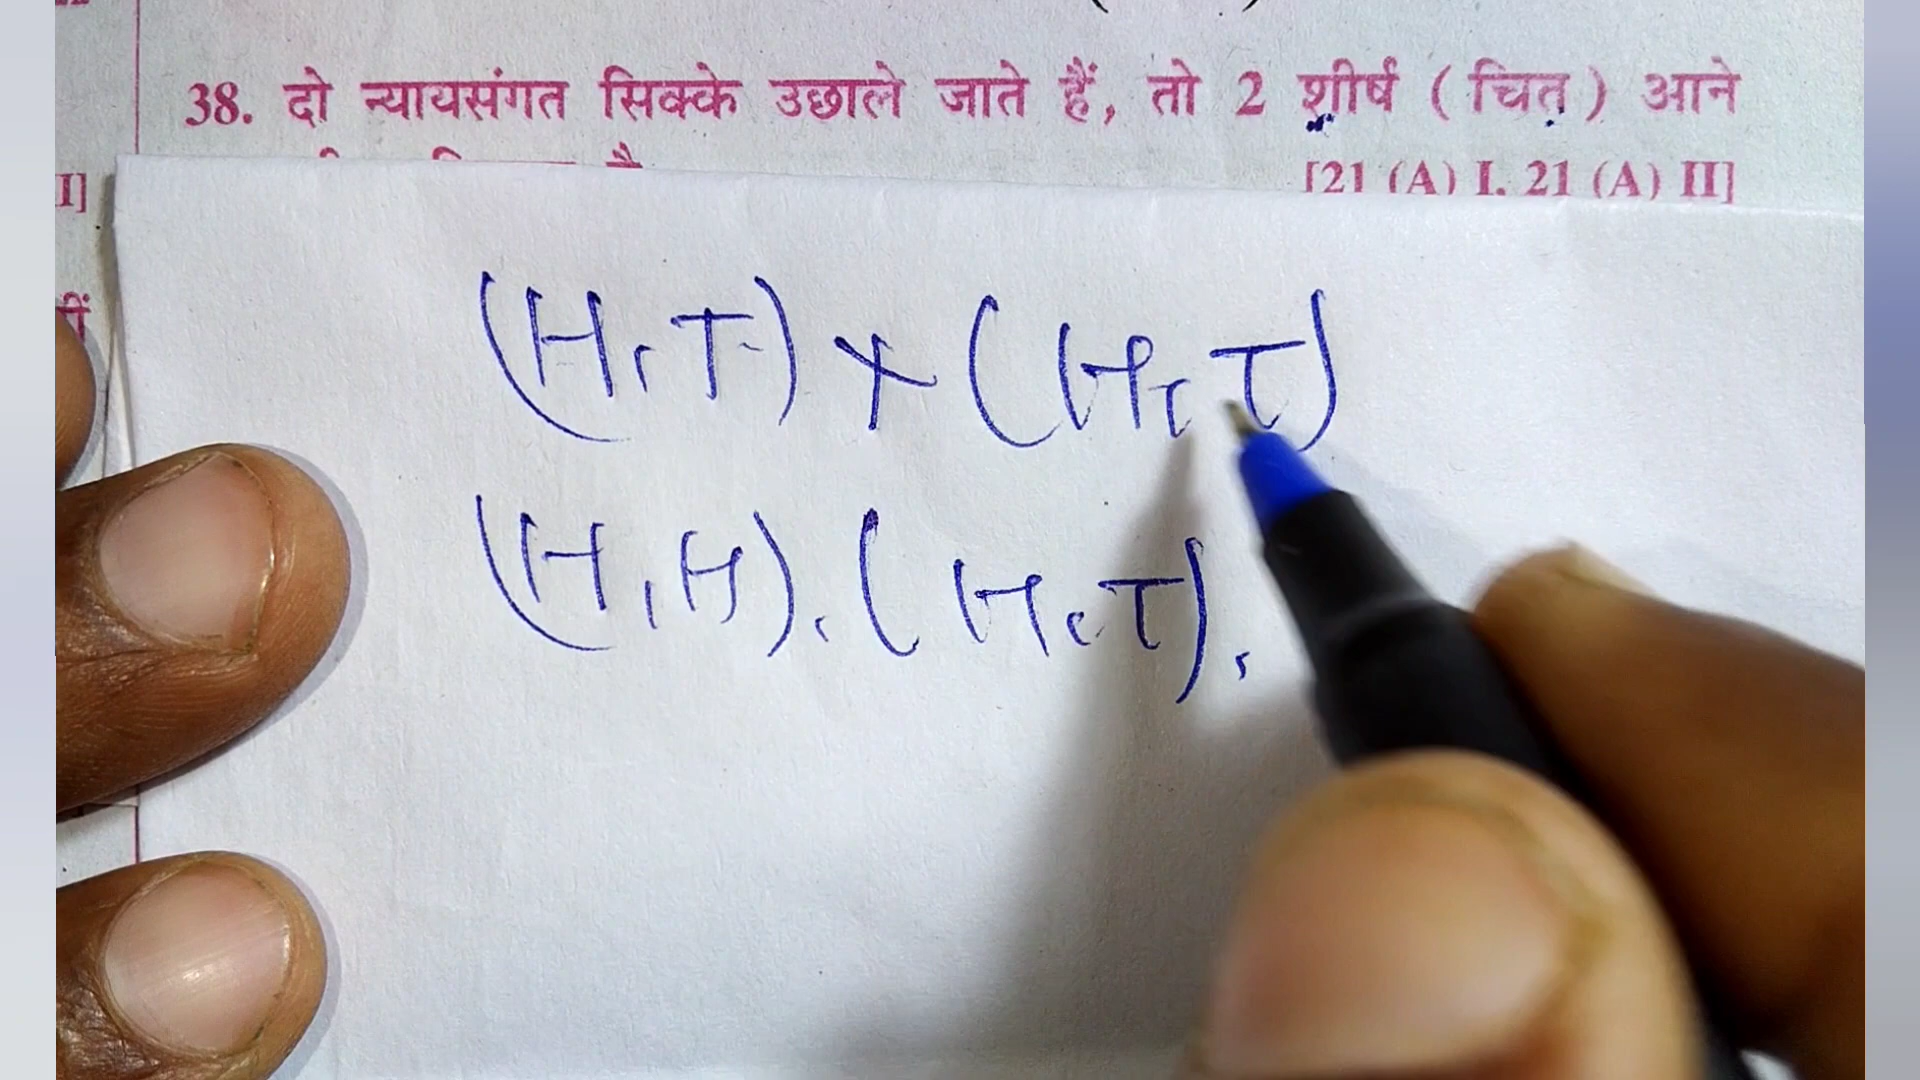 38. दो न्यायसंगत सिक्के उछाले जाते हैं, तो 2 शीर्ष ( चित ) आने
है
[21 (A) I, 21 (A) II]
I]
(H, T) × (H, T)
(H, H), (H, T),